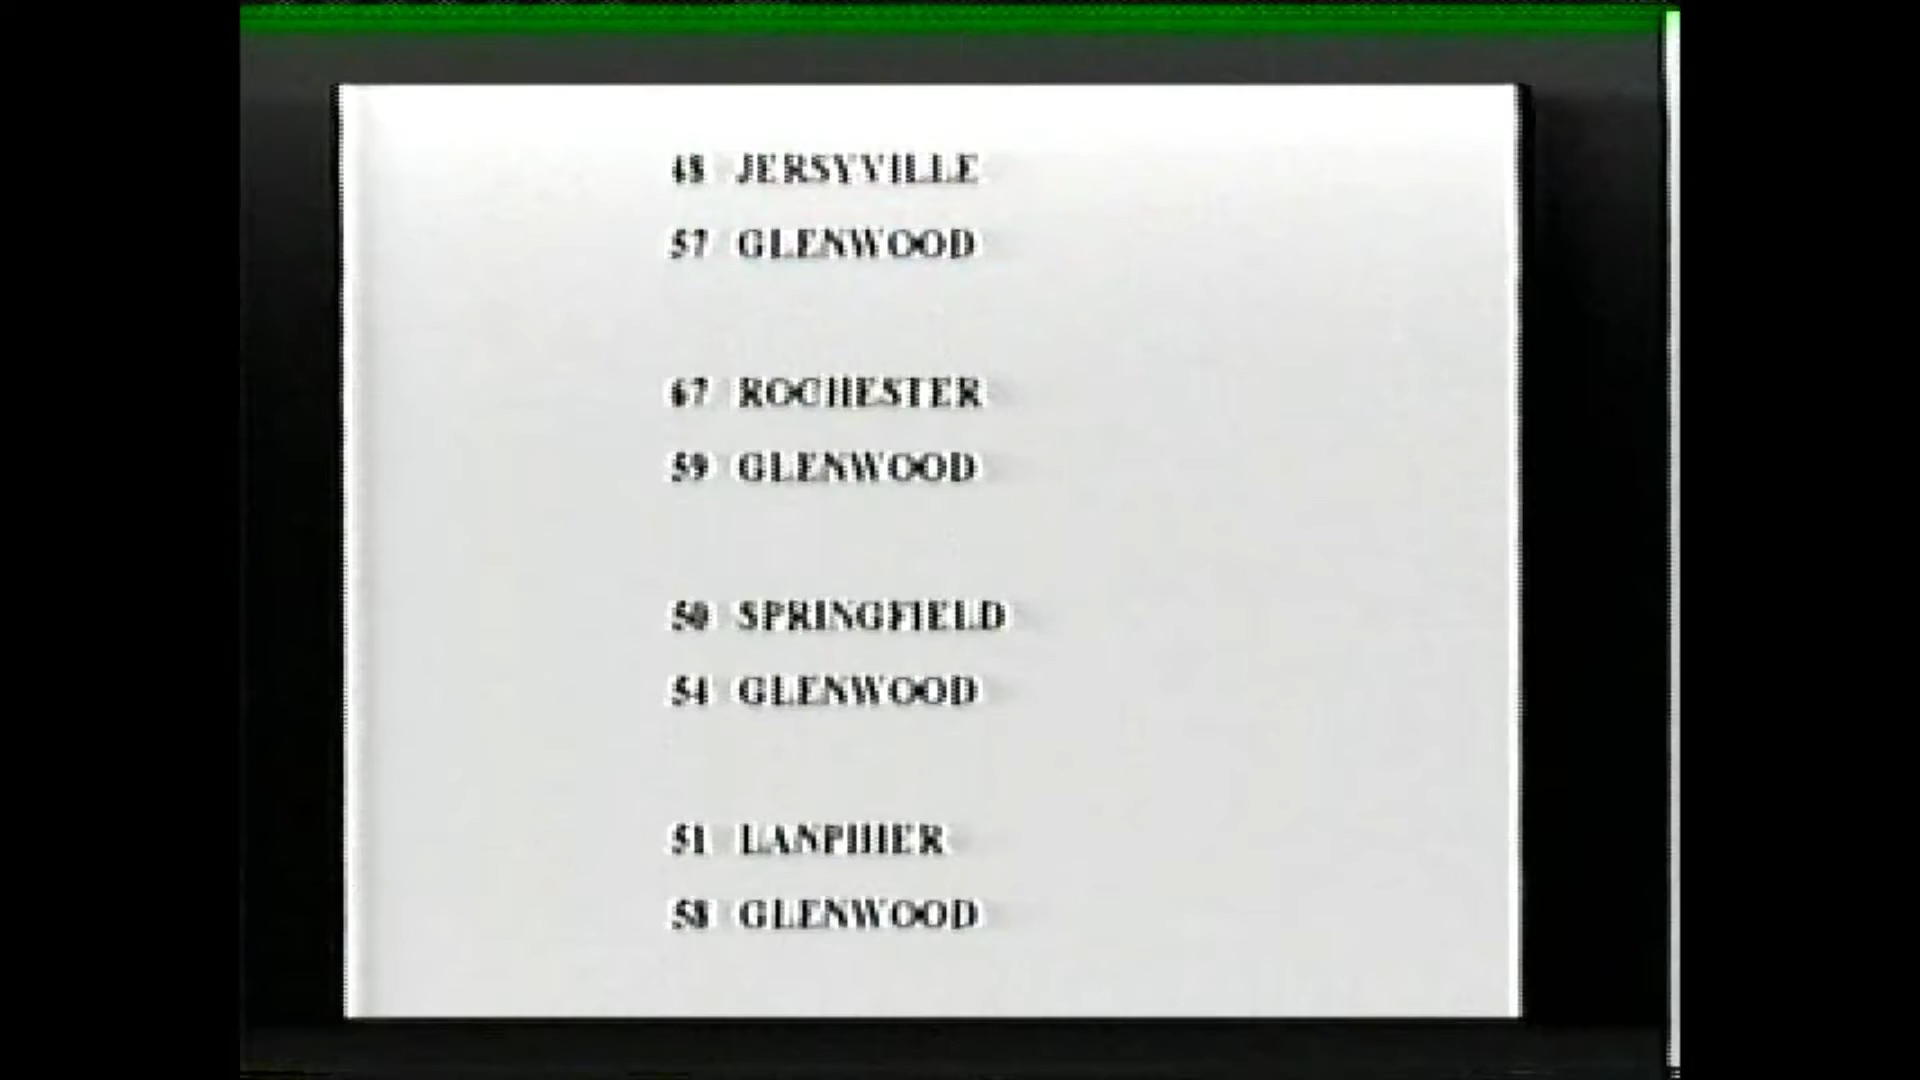 48 JERSYVILLE
57 GLENWOOD
67 ROCHESTER
59 GLENWOOD
50 SPRINGFIELD
54 GLENWOOD
51 LANPHIER
58 GLENWOOD